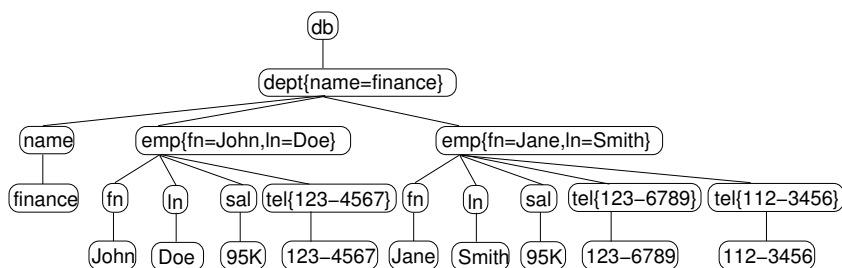 db
dept{name=finance}
name emp{fn=John,ln=Doe} emp{fn=Jane,ln=Smith}
finance fn ln sal tel{123−4567} fn ln sal tel{123−6789} tel{112−3456}
John Doe 95K 123−4567 Jane Smith 95K 123−6789 112−3456